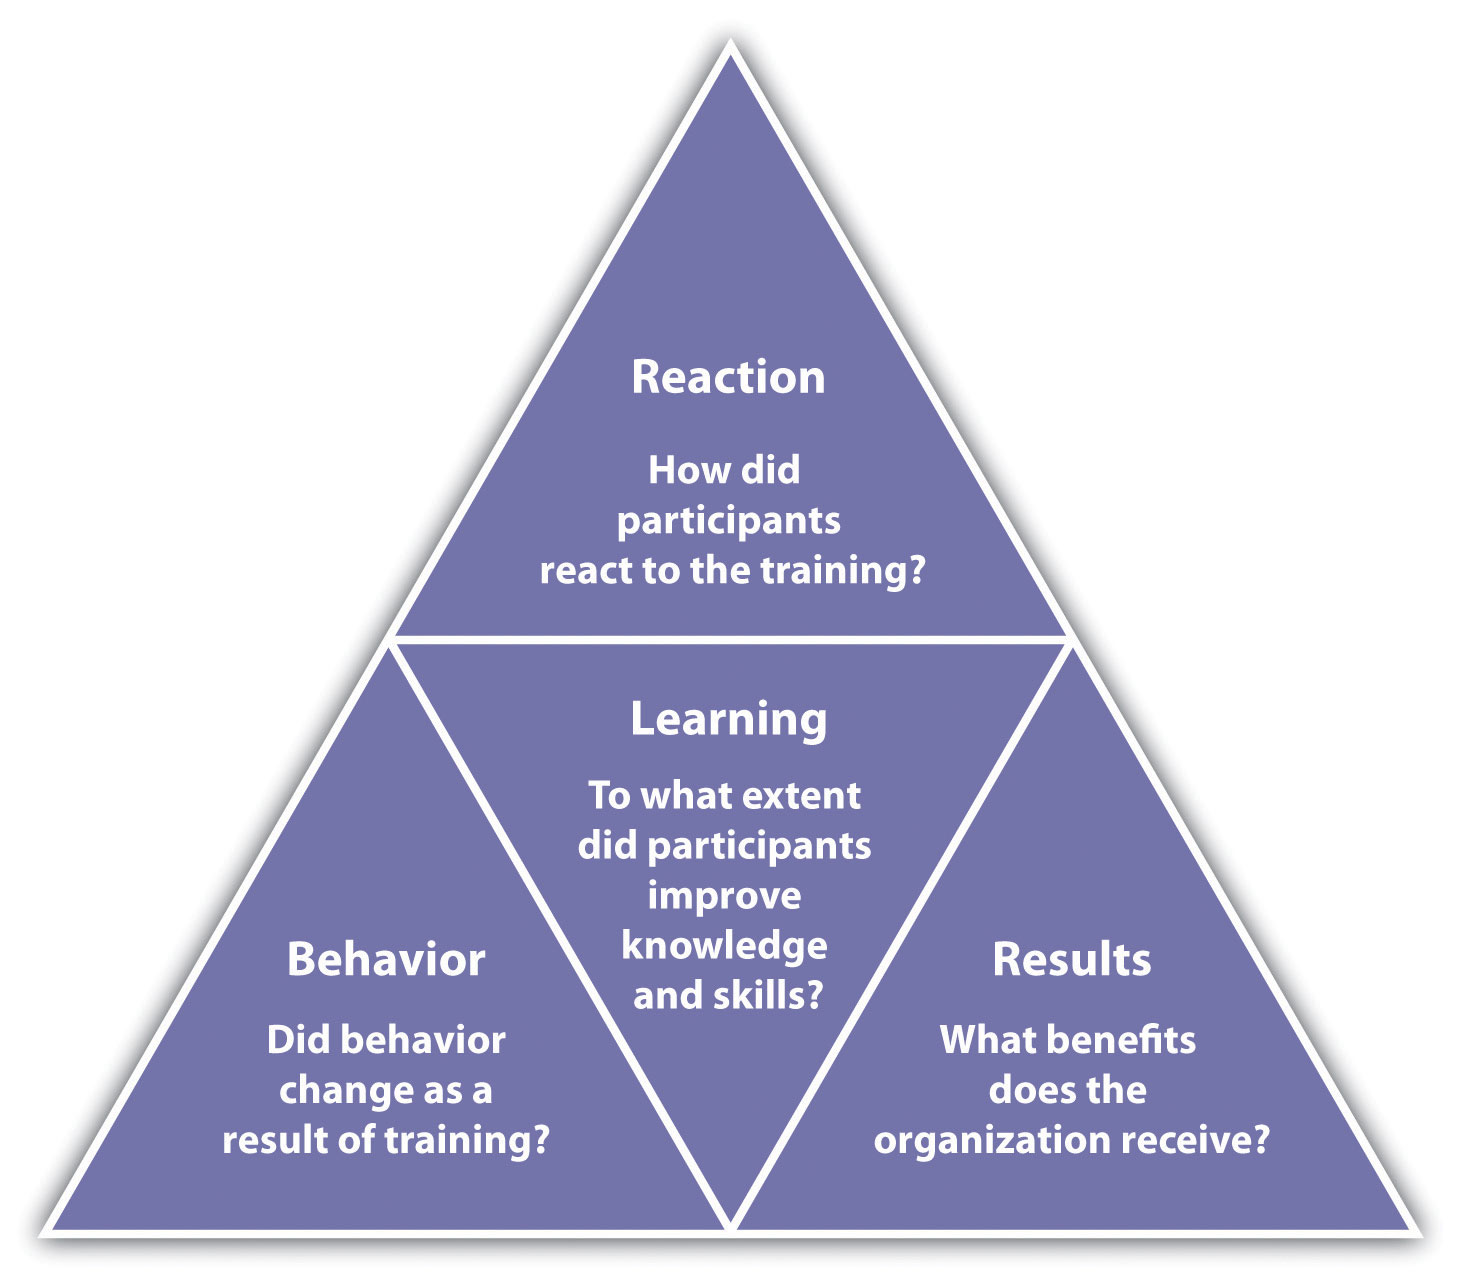 Reaction
How did
participants
react to the training?
Learning
To what extent
did participants
improve
knowledge
and skills?
Behavior
Did behavior
change as a
result of training?
Results
What benefits
does the
organization receive?